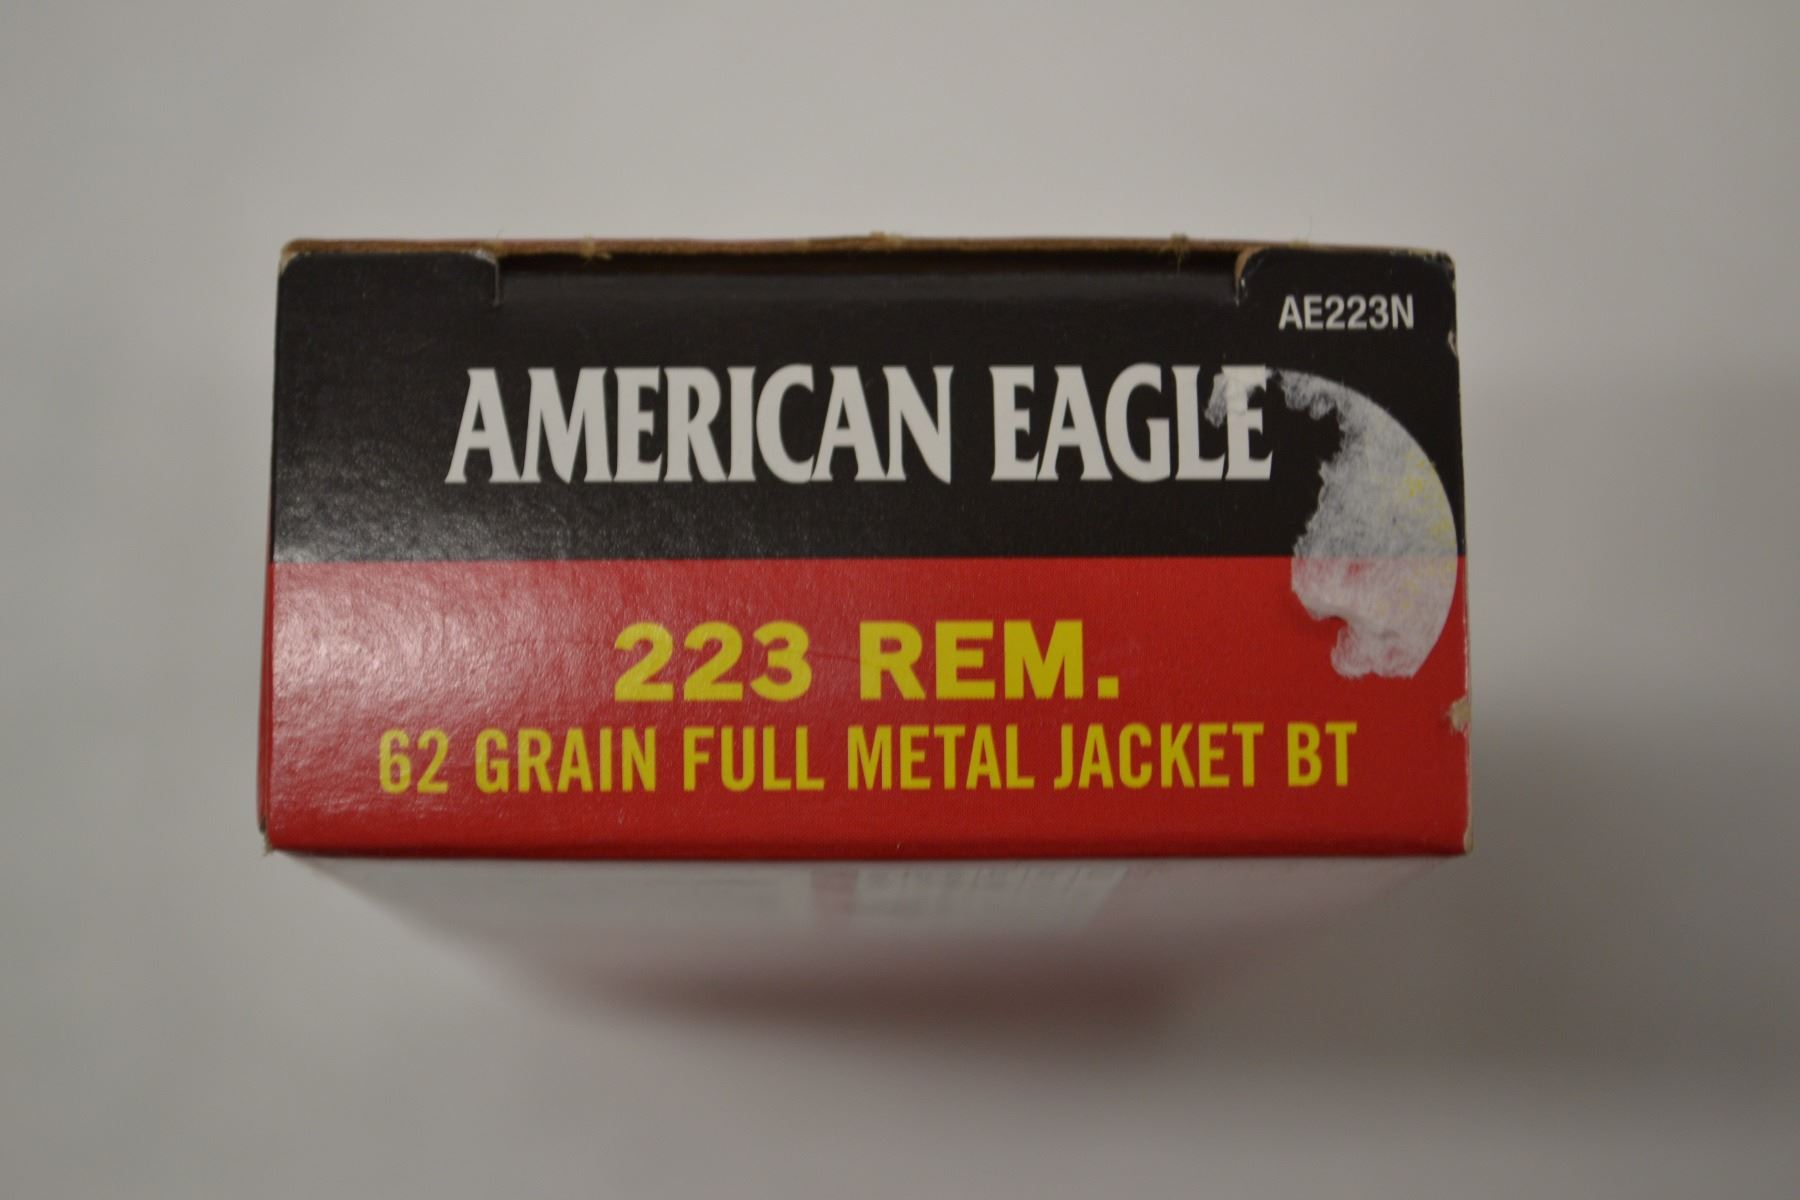 AE223N
AMERICAN EAGLE
223 REM.
62 GRAIN FULL METAL JACKET BT